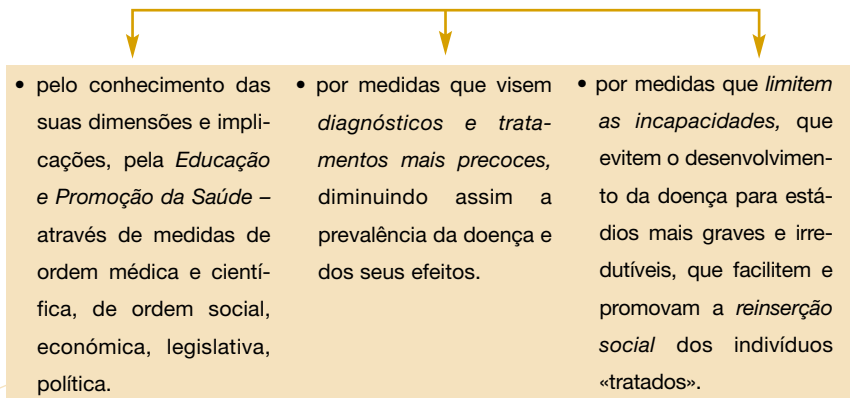 • pelo conhecimento das
suas dimensões e impli-
cações, pela Educação
e Promoção da Saúde –
através de medidas de
ordem médica e cientí-
fica, de ordem social,
económica, legislativa,
política.
• por medidas que visem
diagnósticos e trata-
mentos mais precoces,
diminuindo assim a
prevalência da doença e
dos seus efeitos.
• por medidas que limitem
as incapacidades, que
evitem o desenvolvimen-
to da doença para está-
dios mais graves e irre-
dutíveis, que facilitem e
promovam a reinserção
social dos indivíduos
«tratados».